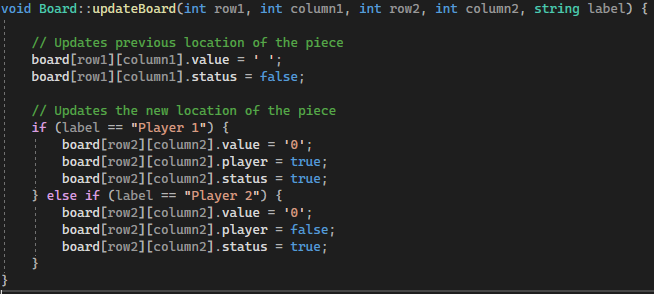 void Board::updateBoard(int row1, int column1, int row2, int column2, string label) {
// Updates previous location of the piece
board[row1][column1].value = ' ';
board[row1][column1].status = false;
// Updates the new location of the piece
if (label == "Player 1") {
board[row2][column2].value = '0';
board[row2][column2].player = true;
board[row2][column2].status = true;
} else if (label == "Player 2") {
board[row2][column2].value = '0';
board[row2][column2].player = false;
board[row2][column2].status = true;
}
}